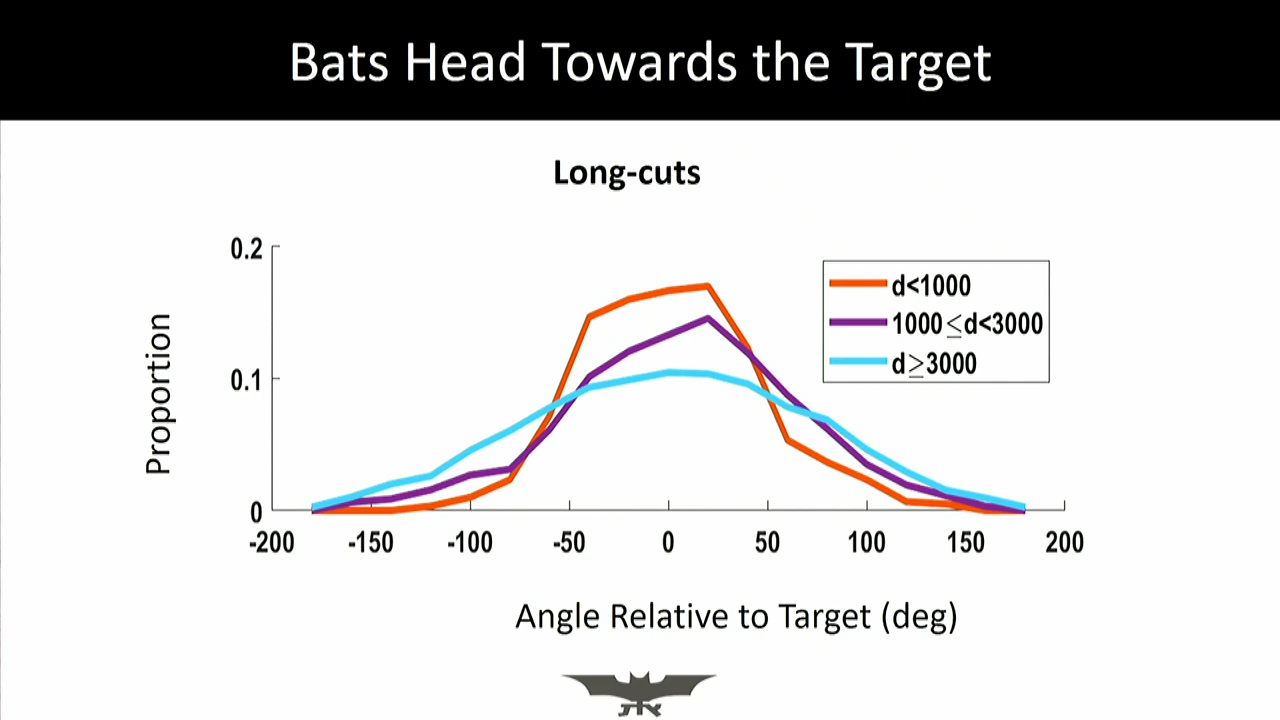 Bats Head Towards the Target
Long-cuts
0.2
0.1
0
Proportion
d<1000
1000≤d<3000
d≥3000
-200 -150 -100 -50 0 50 100 150 200
Angle Relative to Target (deg)